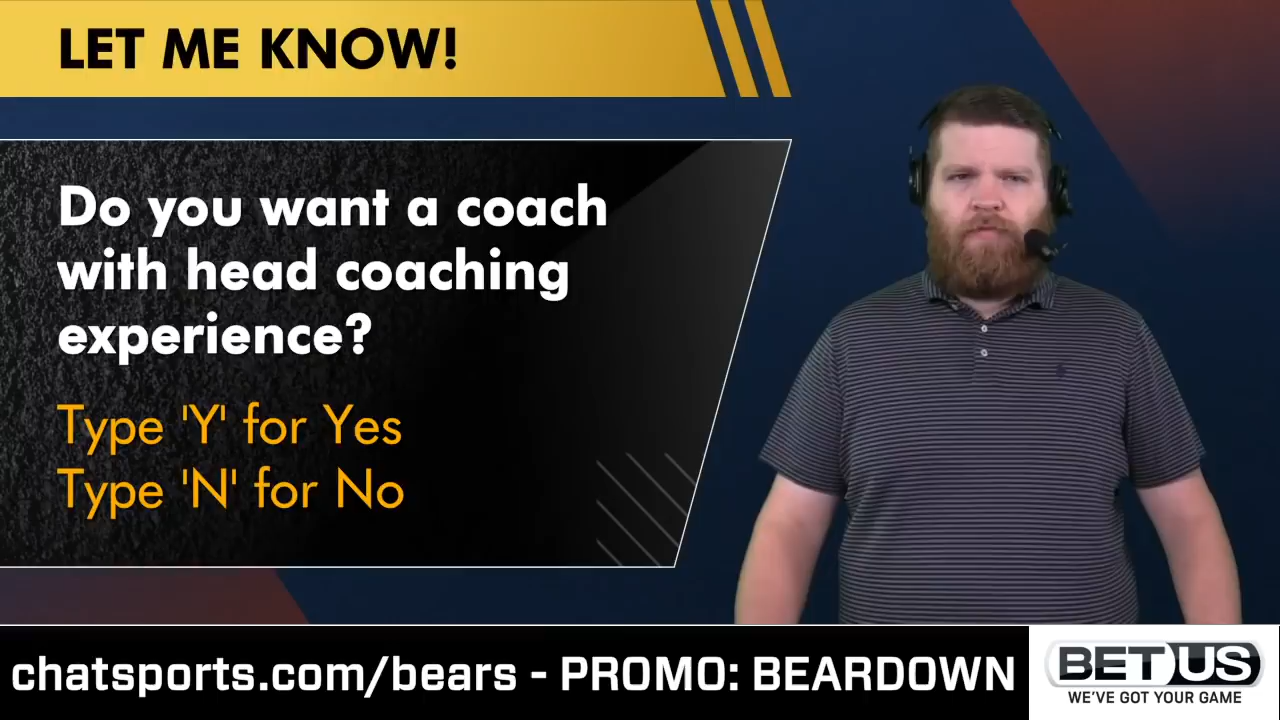 LET ME KNOW!
Do you want a coach
with head coaching
experience?
Type 'Y' for Yes
Type 'N' for No
chatsports.com/bears - PROMO: BEARDOWN
BETUS
WE'VE GOT YOUR GAME